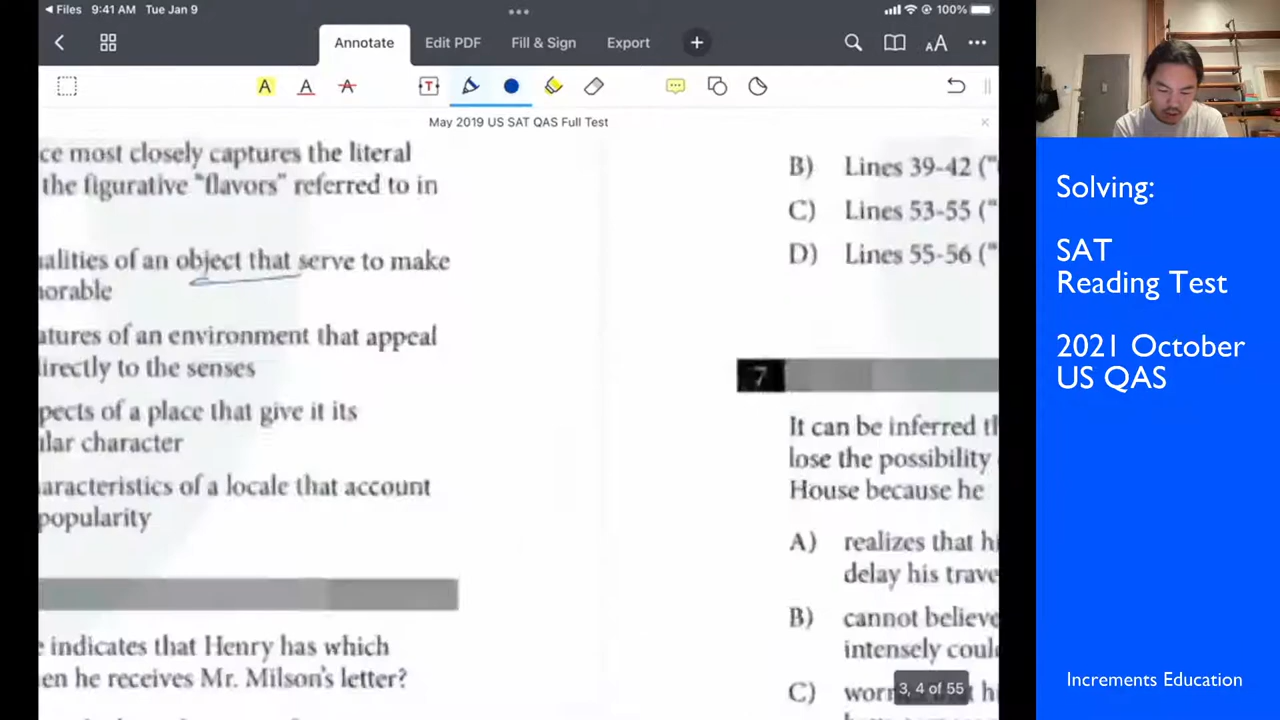 Files 9:41 AM Tue Jan 9
100%
Annotate
Edit PDF
Fill & Sign
Export
AA
A A A T
May 2019 US SAT QAS Full Test
ce most closely captures the literal
the figurative "flavors" referred to in
alities of an object that serve to make
orable
atures of an environment that appeal
irectly to the senses
pects of a place that give it its
lar character
aracteristics of a locale that account
popularity
indicates that Henry has which
en he receives Mr. Milson's letter?
B) Lines 39-42 ("
C) Lines 53-55 ("
D) Lines 55-56 ("
7
It can be inferred th
lose the possibility
House because he
A) realizes that hi
delay his trave
B) cannot believe
intensely coul
C)
3, 4 of 55
Solving:
SAT
Reading Test
2021 October
US QAS
Increments Education